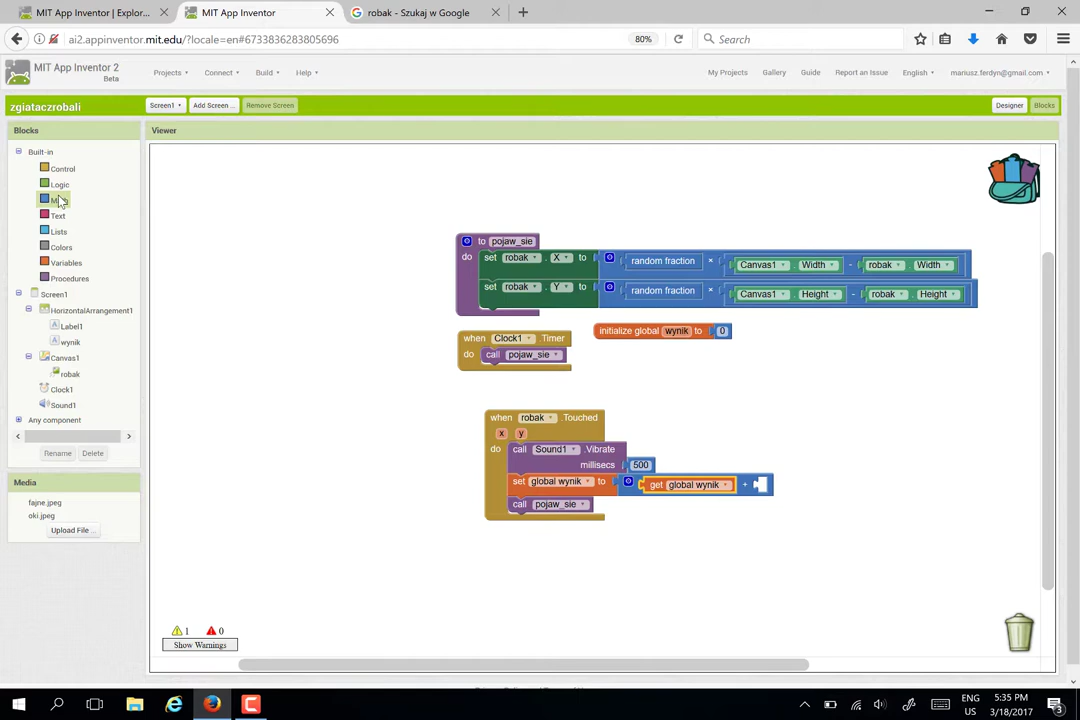 MIT App Inventor | Explor...
MIT App Inventor
robak - Szukaj w Google
ai2.appinventor.mit.edu/?locale=en#6733836283805696
80%
Search
MIT App Inventor 2
Beta
Projects
Connect
Build
Help
My Projects
Gallery
Guide
Report an Issue
English
mariusz.ferdyn@gmail.com
zgiataczrobali
Screen1
Add Screen ...
Remove Screen
Designer
Blocks
Blocks
Viewer
Built-in
Control
Logic
Text
Lists
Colors
Variables
Procedures
Screen1
HorizontalArrangement1
Label1
wynik
Canvas1
robak
Clock1
Sound1
Any component
Rename
Delete
Media
fajne.jpeg
oki.jpeg
Upload File ...
to pojaw_sie
do set robak . X to random fraction × Canvas1 . Width - robak . Width
set robak . Y to random fraction × Canvas1 . Height - robak . Height
initialize global wynik to 0
when Clock1 .Timer
do call pojaw_sie
when robak .Touched
x y
do call Sound1 .Vibrate
millisecs 500
set global wynik to get global wynik +
call pojaw_sie
1 0
Show Warnings
ENG 5:35 PM
US 3/18/2017
3